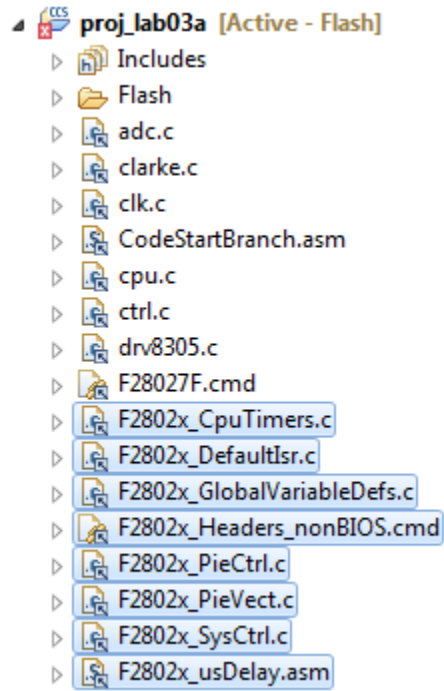 proj_lab03a [Active - Flash]
Includes
Flash
adc.c
clarke.c
clk.c
CodeStartBranch.asm
cpu.c
ctrl.c
drv8305.c
F28027F.cmd
F2802x_CpuTimers.c
F2802x_DefaultIsr.c
F2802x_GlobalVariableDefs.c
F2802x_Headers_nonBIOS.cmd
F2802x_PieCtrl.c
F2802x_PieVect.c
F2802x_SysCtrl.c
F2802x_usDelay.asm